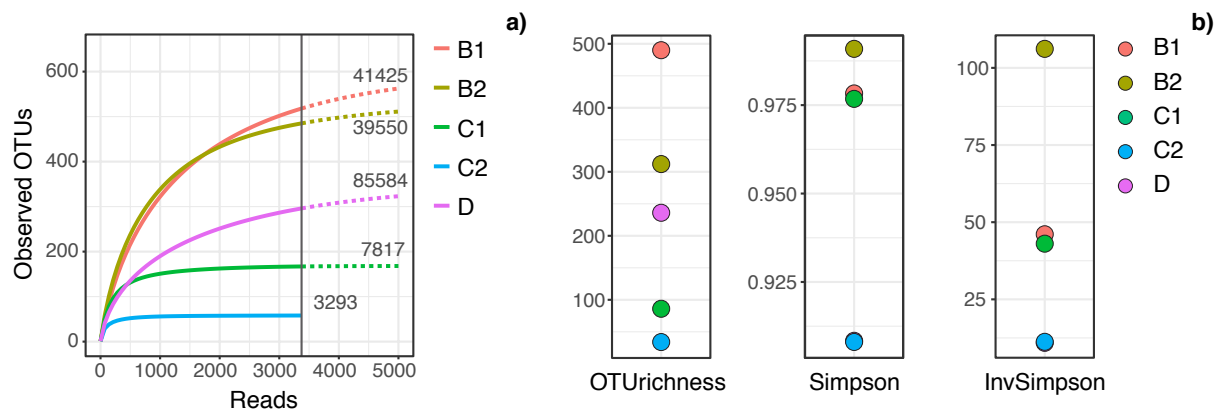 a)
b)
Observed OTUs
600
400
200
0
0
1000
2000
3000
4000
5000
Reads
41425
39550
85584
7817
3293
B1
B2
C1
C2
D
500
400
300
200
100
OTUrichness
0.975
0.950
0.925
Simpson
100
75
50
25
InvSimpson
B1
B2
C1
C2
D